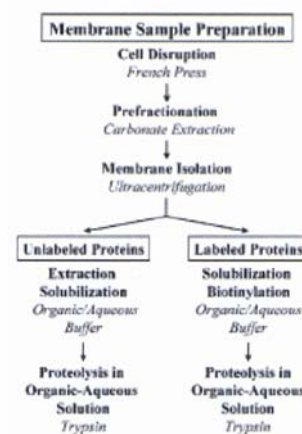 Membrane Sample Preparation
Cell Disruption
French Press
Prefractionation
Carbonate Extraction
Membrane Isolation
Ultracentrifugation
Unlabeled Proteins
Extraction
Solubilization
Organic/Aqueous
Buffer
Proteolysis in
Organic-Aqueous
Solution
Trypsin
Labeled Proteins
Solubilization
Biotinylation
Organic/Aqueous
Buffer
Proteolysis in
Organic-Aqueous
Solution
Trypsin